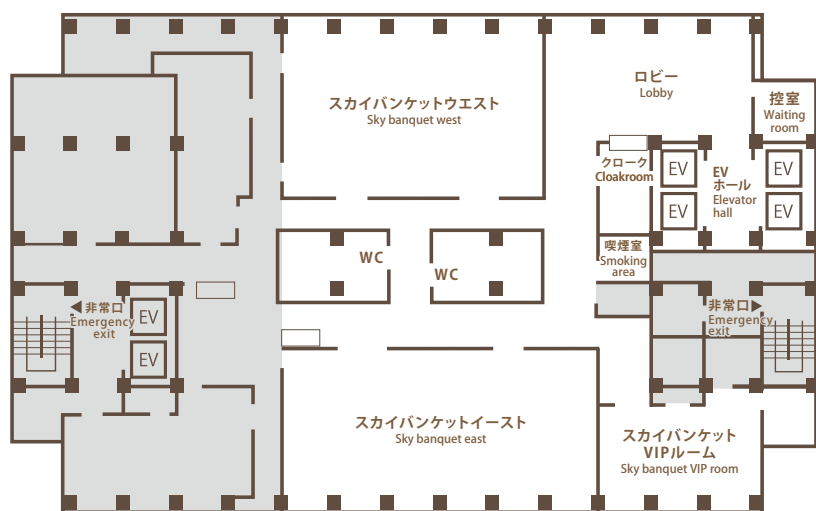 ロビー
Lobby
スカイバンケットウエスト
Sky banquet west
控室
Waiting
room
クローク
Cloakroom
EV
EV
EV
ホール
Elevator
hall
EV
EV
喫煙室
Smoking
area
WC
WC
◀ 非常口
Emergency
exit
EV
EV
非常口▶
Emergency
exit
スカイバンケットイースト
Sky banquet east
スカイバンケット
VIPルーム
Sky banquet VIP room